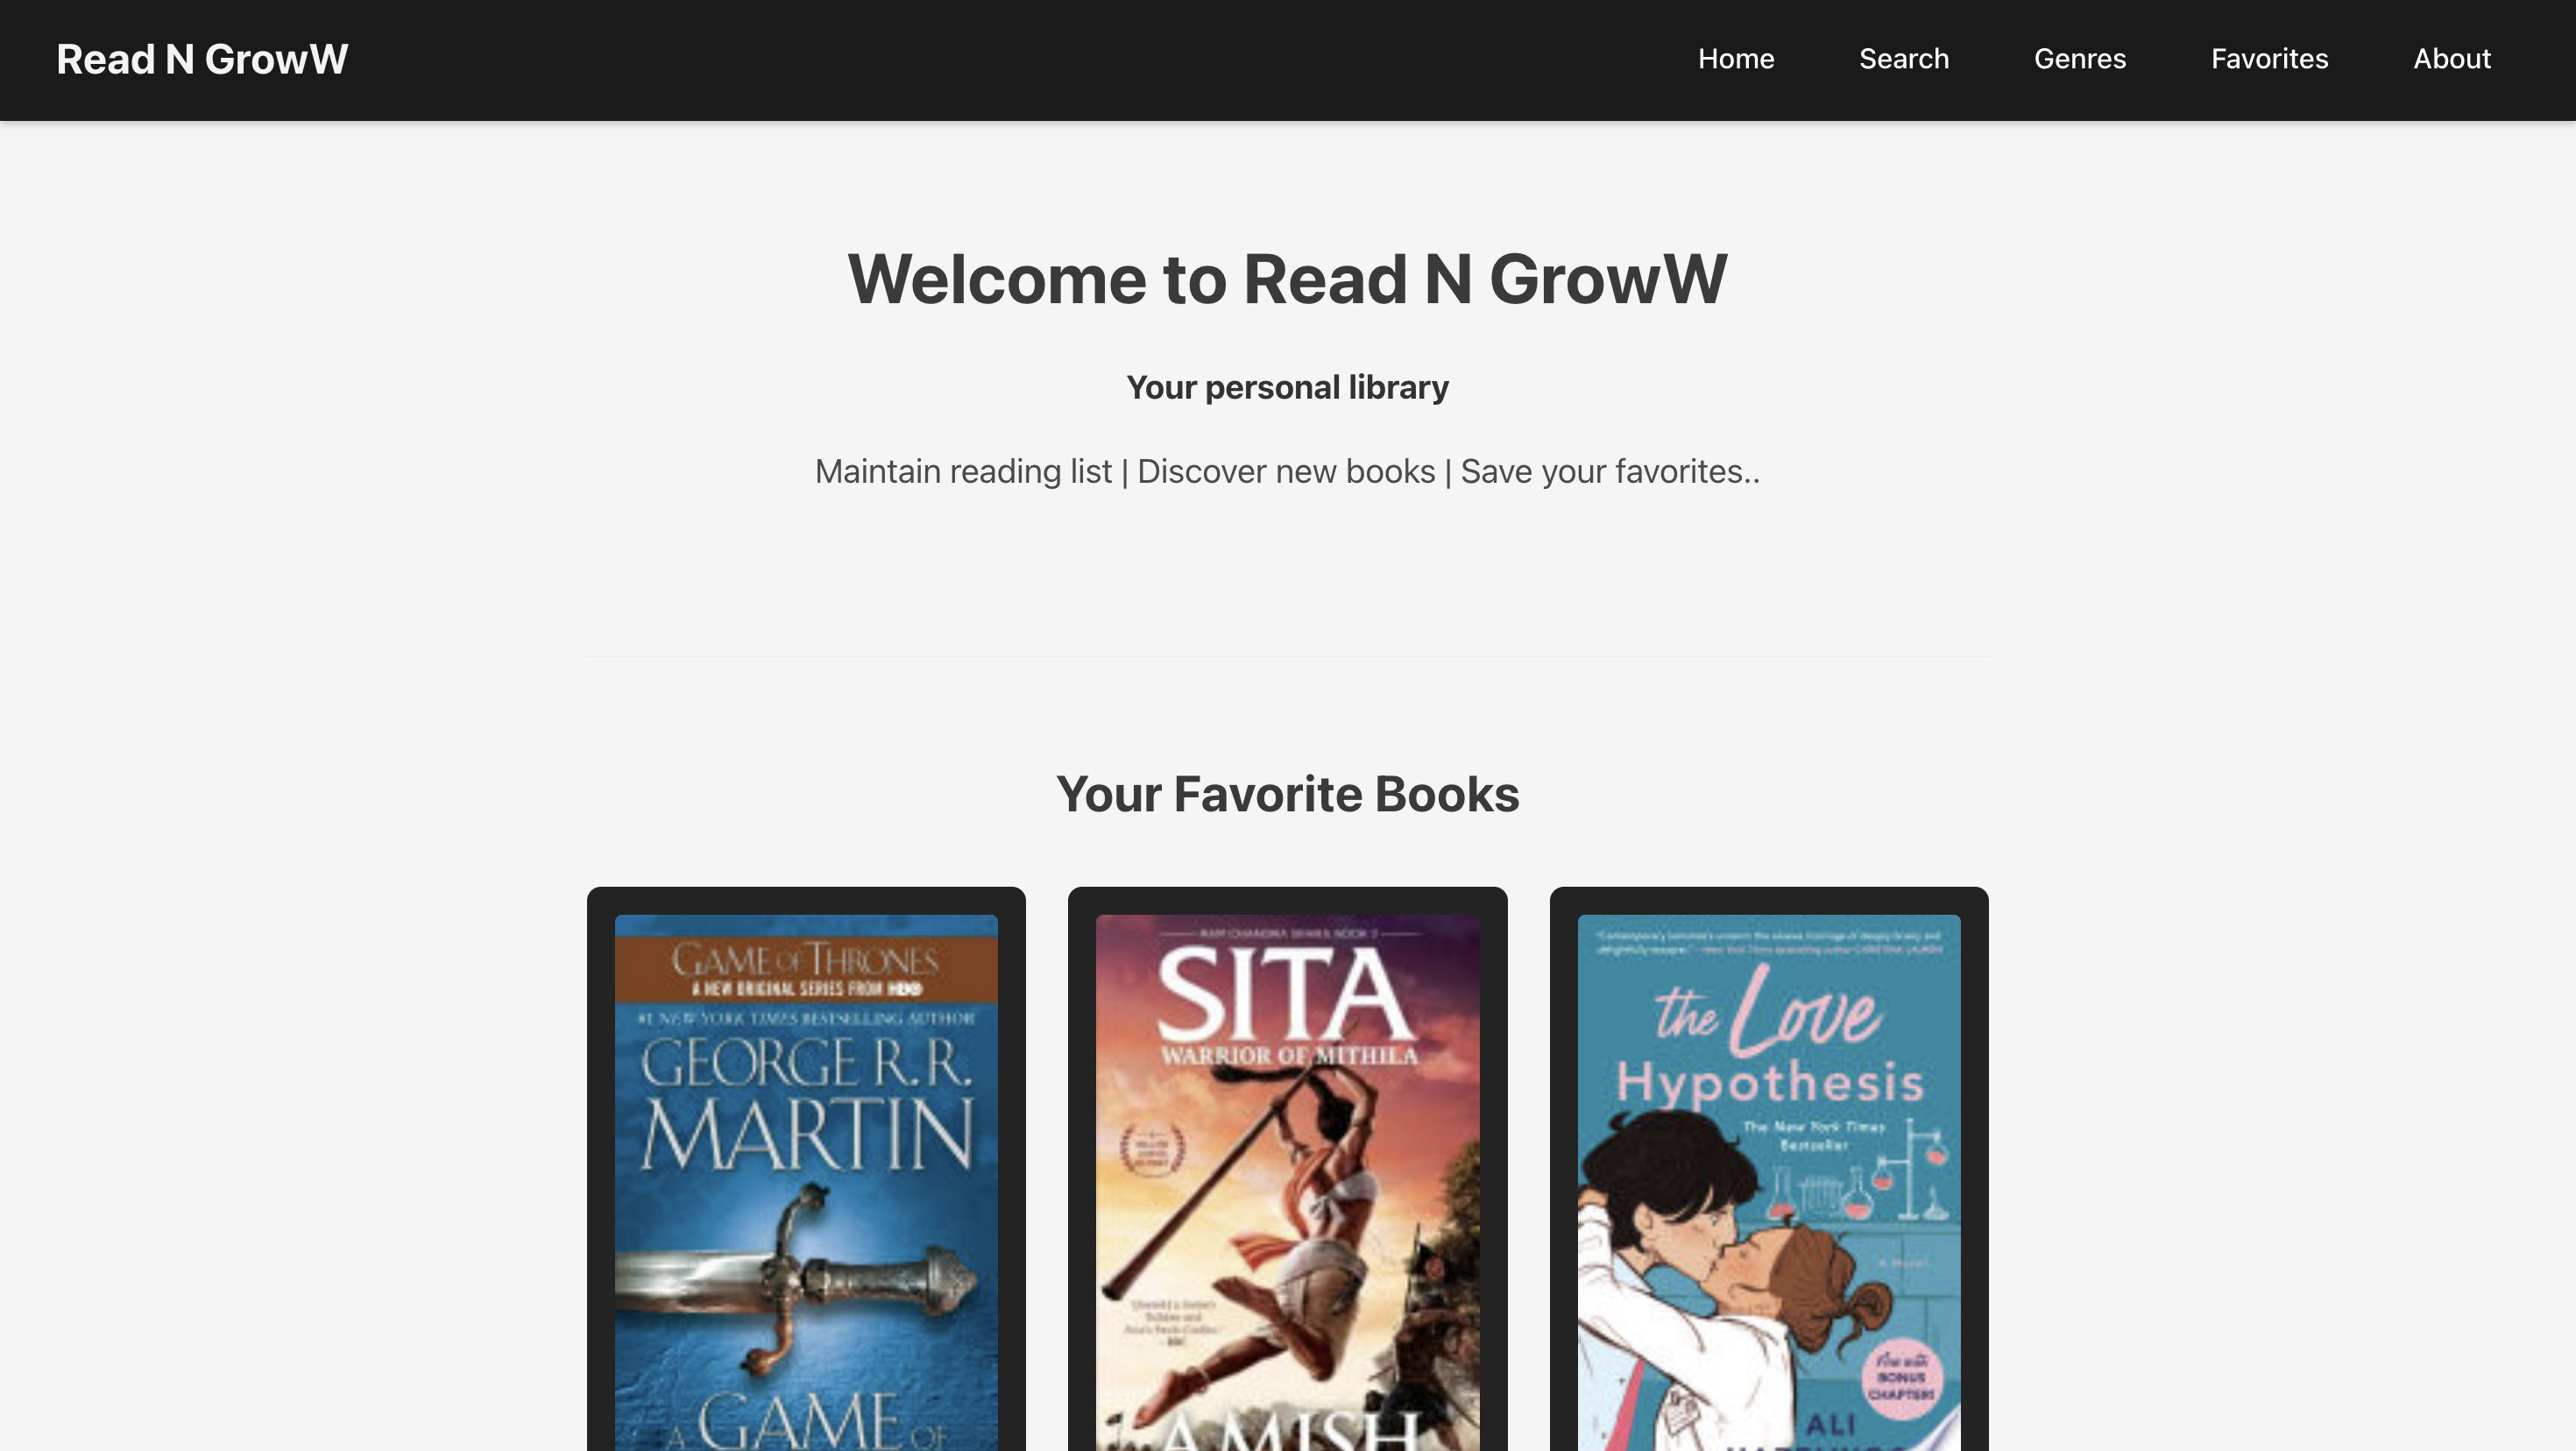 Read N GrowW
Home Search Genres Favorites About
Welcome to Read N GrowW
Your personal library
Maintain reading list | Discover new books | Save your favorites..
Your Favorite Books
GAME OF THRONES
A NEW ORIGINAL SERIES FROM HBO
#1 NEW YORK TIMES BESTSELLING AUTHOR
GEORGE R.R.
MARTIN
A GAME OF
RAM CHANDRA SERIES BOOK 2
SITA
WARRIOR OF MITHILA
AMISH
the Love
Hypothesis
The New York Times
Bestseller
A Novel
Now with
BONUS
CHAPTER!
ALI